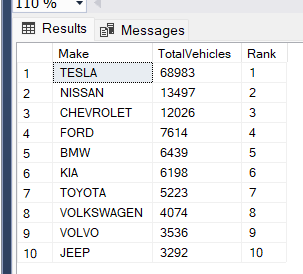 110 %
Results Messages
Make TotalVehicles Rank
1 TESLA 68983 1
2 NISSAN 13497 2
3 CHEVROLET 12026 3
4 FORD 7614 4
5 BMW 6439 5
6 KIA 6198 6
7 TOYOTA 5223 7
8 VOLKSWAGEN 4074 8
9 VOLVO 3536 9
10 JEEP 3292 10